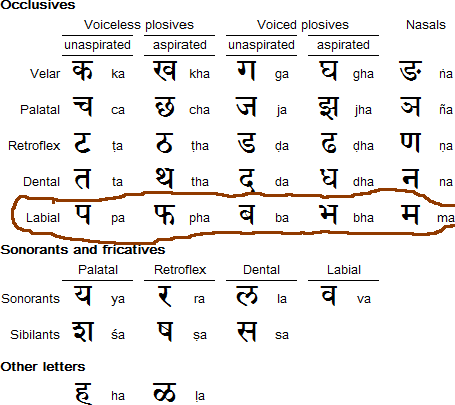 Occlusives
Voiceless plosives Voiced plosives Nasals
unaspirated aspirated unaspirated aspirated
Velar क ka ख kha ग ga घ gha ङ ṅa
Palatal च ca छ cha ज ja झ jha ञ ña
Retroflex ट ṭa ठ ṭha ड ḍa ढ ḍha ण ṇa
Dental त ta थ tha द da ध dha न na
Labial प pa फ pha ब ba भ bha म ma
Sonorants and fricatives
Palatal Retroflex Dental Labial
Sonorants य ya र ra ल la व va
Sibilants श śa ष ṣa स sa
Other letters
ह ha ळ ḷa